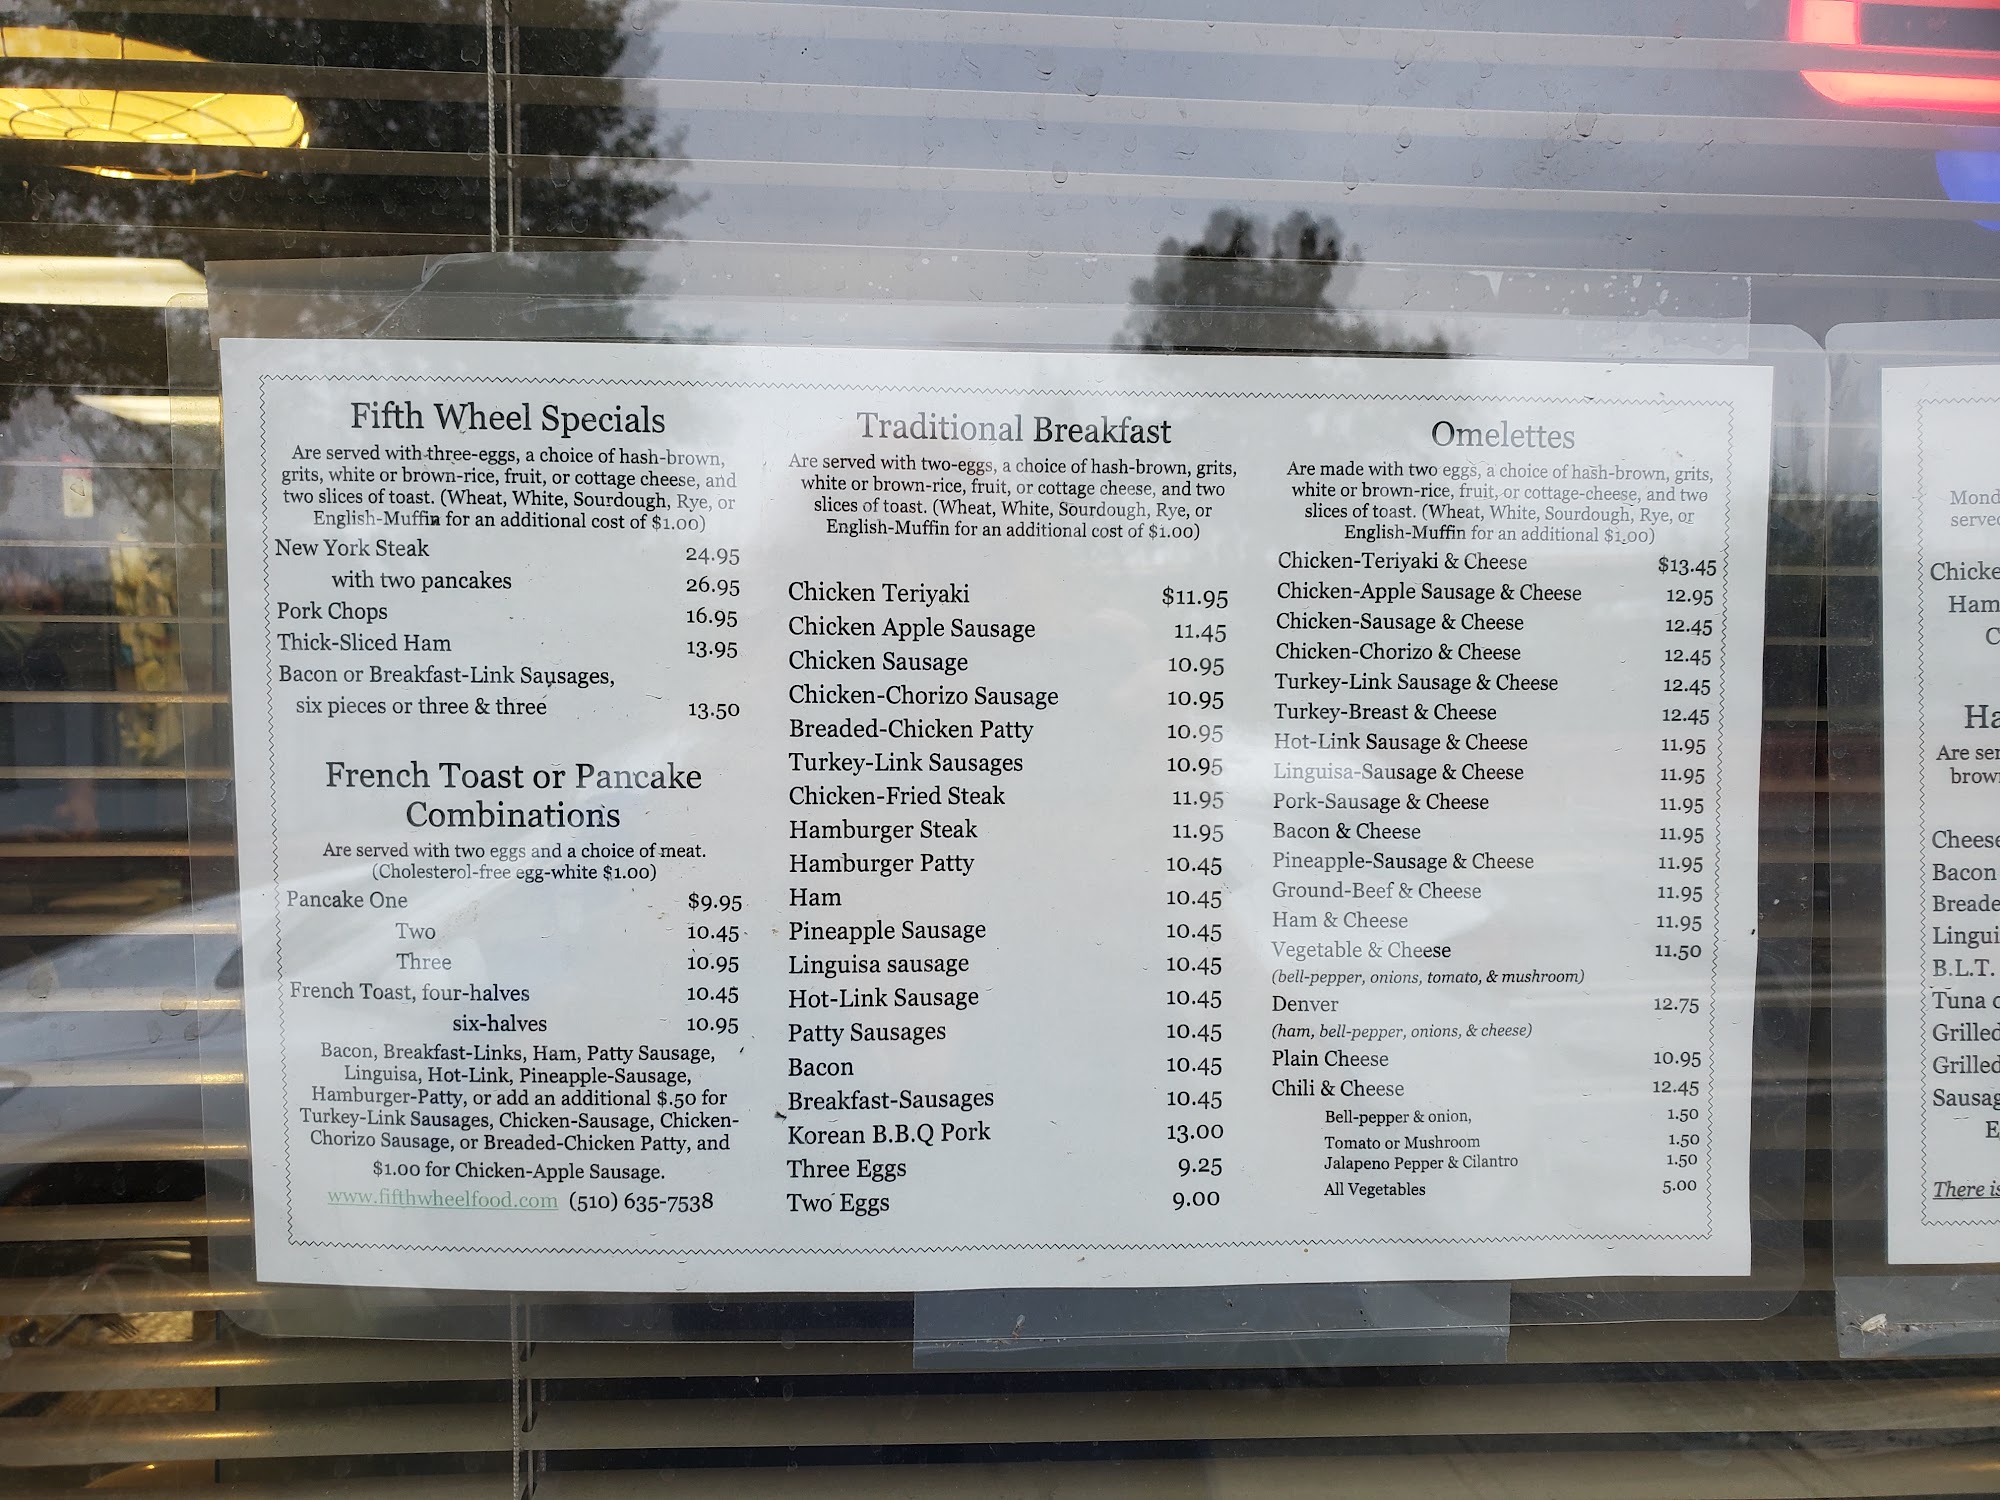 Fifth Wheel Specials
Are served with three-eggs, a choice of hash-brown,
grits, white or brown-rice, fruit, or cottage cheese, and
two slices of toast. (Wheat, White, Sourdough, Rye, or
English-Muffin for an additional cost of $1.00)
New York Steak 24.95
with two pancakes 26.95
Pork Chops 16.95
Thick-Sliced Ham 13.95
Bacon or Breakfast-Link Sausages,
six pieces or three & three 13.50
French Toast or Pancake
Combinations
Are served with two eggs and a choice of meat.
(Cholesterol-free egg-white $1.00)
Pancake One $9.95
Two 10.45
Three 10.95
French Toast, four-halves 10.45
six-halves 10.95
Bacon, Breakfast-Links, Ham, Patty Sausage,
Linguisa, Hot-Link, Pineapple-Sausage,
Hamburger-Patty, or add an additional $.50 for
Turkey-Link Sausages, Chicken-Sausage, Chicken-
Chorizo Sausage, or Breaded-Chicken Patty, and
$1.00 for Chicken-Apple Sausage.
www.fifthwheelfood.com (510) 635-7538
Traditional Breakfast
Are served with two-eggs, a choice of hash-brown, grits,
white or brown-rice, fruit, or cottage cheese, and two
slices of toast. (Wheat, White, Sourdough, Rye, or
English-Muffin for an additional cost of $1.00)
Chicken Teriyaki $11.95
Chicken Apple Sausage 11.45
Chicken Sausage 10.95
Chicken-Chorizo Sausage 10.95
Breaded-Chicken Patty 10.95
Turkey-Link Sausages 10.95
Chicken-Fried Steak 11.95
Hamburger Steak 11.95
Hamburger Patty 10.45
Ham 10.45
Pineapple Sausage 10.45
Linguisa sausage 10.45
Hot-Link Sausage 10.45
Patty Sausages 10.45
Bacon 10.45
Breakfast-Sausages 10.45
Korean B.B.Q Pork 13.00
Three Eggs 9.25
Two Eggs 9.00
Omelettes
Are made with two eggs, a choice of hash-brown, grits,
white or brown-rice, fruit, or cottage-cheese, and two
slices of toast. (Wheat, White, Sourdough, Rye, or
English-Muffin for an additional $1.00)
Chicken-Teriyaki & Cheese $13.45
Chicken-Apple Sausage & Cheese 12.95
Chicken-Sausage & Cheese 12.45
Chicken-Chorizo & Cheese 12.45
Turkey-Link Sausage & Cheese 12.45
Turkey-Breast & Cheese 12.45
Hot-Link Sausage & Cheese 11.95
Linguisa-Sausage & Cheese 11.95
Pork-Sausage & Cheese 11.95
Bacon & Cheese 11.95
Pineapple-Sausage & Cheese 11.95
Ground-Beef & Cheese 11.95
Ham & Cheese 11.95
Vegetable & Cheese 11.50
(bell-pepper, onions, tomato, & mushroom)
Denver 12.75
(ham, bell-pepper, onions, & cheese)
Plain Cheese 10.95
Chili & Cheese 12.45
Bell-pepper & onion, 1.50
Tomato or Mushroom 1.50
Jalapeno Pepper & Cilantro 1.50
All Vegetables 5.00
Mond
served
Chicke
Ham
C
Ha
Are ser
brow
Cheese
Bacon
Breade
Lingui
B.L.T.
Tuna
Grilled
Grilled
Sausag
E
There is